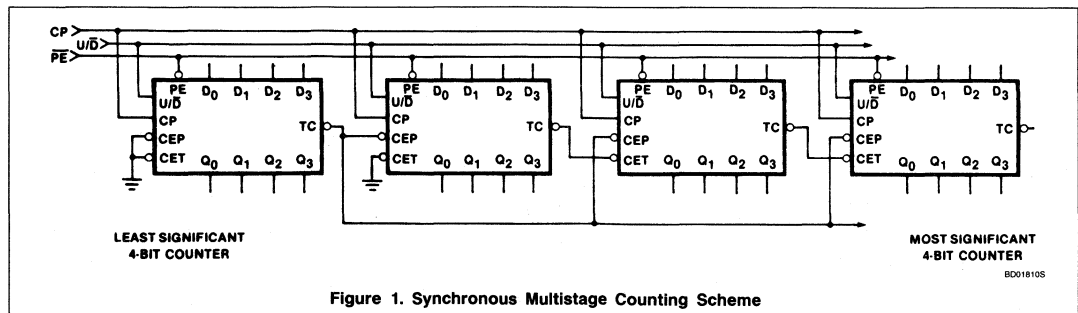 CP
U/D̅
P̅E̅
PE D0 D1 D2 D3
U/D̅
CP
CEP
CET
TC
Q0 Q1 Q2 Q3
PE D0 D1 D2 D3
U/D̅
CP
CEP
CET
TC
Q0 Q1 Q2 Q3
PE D0 D1 D2 D3
U/D̅
CP
CEP
CET
TC
Q0 Q1 Q2 Q3
PE D0 D1 D2 D3
U/D̅
CP
CEP
CET
TC
Q0 Q1 Q2 Q3
LEAST SIGNIFICANT
4-BIT COUNTER
MOST SIGNIFICANT
4-BIT COUNTER
BD01810S
Figure 1. Synchronous Multistage Counting Scheme